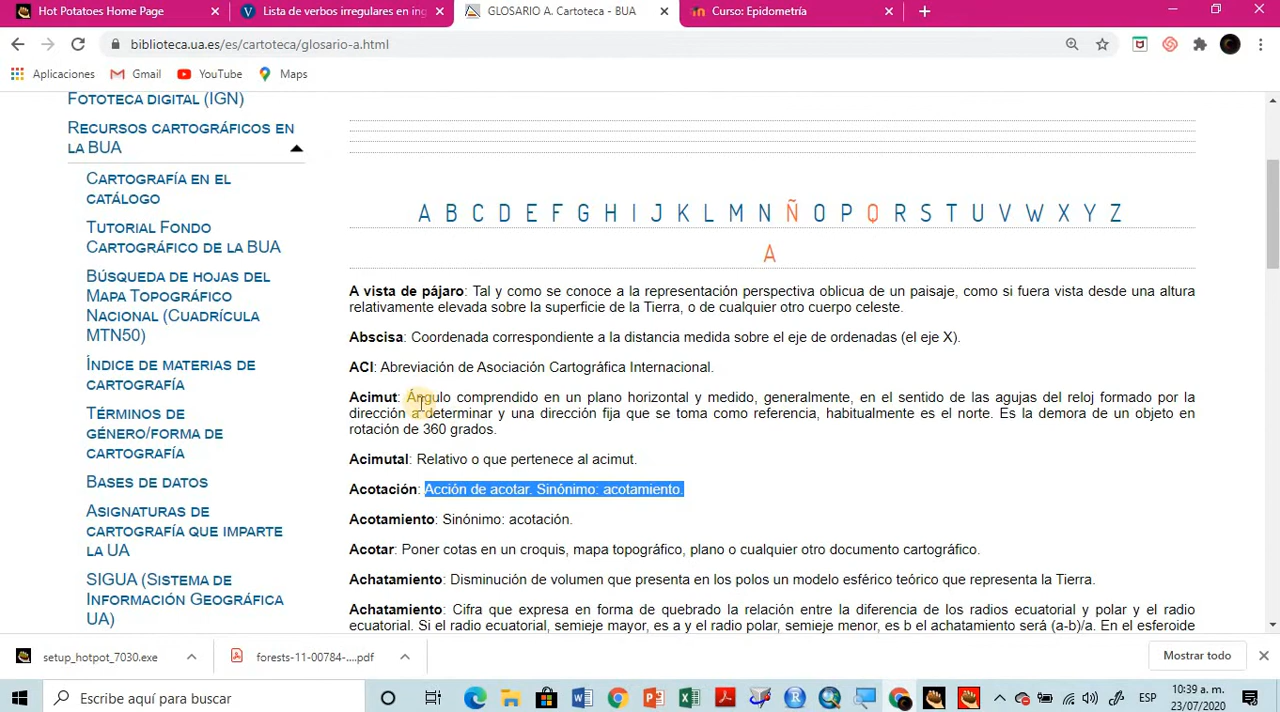 Hot Potatoes Home Page
Lista de verbos irregulares en ing
GLOSARIO A. Cartoteca - BUA
Curso: Epidometría
biblioteca.ua.es/es/cartoteca/glosario-a.html
Aplicaciones
Gmail
YouTube
Maps
FOTOTECA DIGITAL (IGN)
RECURSOS CARTOGRÁFICOS EN
LA BUA
CARTOGRAFÍA EN EL
CATÁLOGO
TUTORIAL FONDO
CARTOGRÁFICO DE LA BUA
BÚSQUEDA DE HOJAS DEL
MAPA TOPOGRÁFICO
NACIONAL (CUADRÍCULA
MTN50)
ÍNDICE DE MATERIAS DE
CARTOGRAFÍA
TÉRMINOS DE
GÉNERO/FORMA DE
CARTOGRAFÍA
BASES DE DATOS
ASIGNATURAS DE
CARTOGRAFÍA QUE IMPARTE
LA UA
SIGUA (SISTEMA DE
INFORMACIÓN GEOGRÁFICA
UA)
A B C D E F G H I J K L M N Ñ O P Q R S T U V W X Y Z
A
A vista de pájaro: Tal y como se conoce a la representación perspectiva oblicua de un paisaje, como si fuera vista desde una altura
relativamente elevada sobre la superficie de la Tierra, o de cualquier otro cuerpo celeste.
Abscisa: Coordenada correspondiente a la distancia medida sobre el eje de ordenadas (el eje X).
ACI: Abreviación de Asociación Cartográfica Internacional.
Acimut: Ángulo comprendido en un plano horizontal y medido, generalmente, en el sentido de las agujas del reloj formado por la
dirección a determinar y una dirección fija que se toma como referencia, habitualmente es el norte. Es la demora de un objeto en
rotación de 360 grados.
Acimutal: Relativo o que pertenece al acimut.
Acotación: Acción de acotar. Sinónimo: acotamiento.
Acotamiento: Sinónimo: acotación.
Acotar: Poner cotas en un croquis, mapa topográfico, plano o cualquier otro documento cartográfico.
Achatamiento: Disminución de volumen que presenta en los polos un modelo esférico teórico que representa la Tierra.
Achatamiento: Cifra que expresa en forma de quebrado la relación entre la diferencia de los radios ecuatorial y polar y el radio
ecuatorial. Si el radio ecuatorial, semieje mayor, es a y el radio polar, semieje menor, es b el achatamiento será (a-b)/a. En el esferoide
setup_hotpot_7030.exe
forests-11-00784-....pdf
Mostrar todo
Escribe aquí para buscar
ESP
10:39 a. m.
23/07/2020